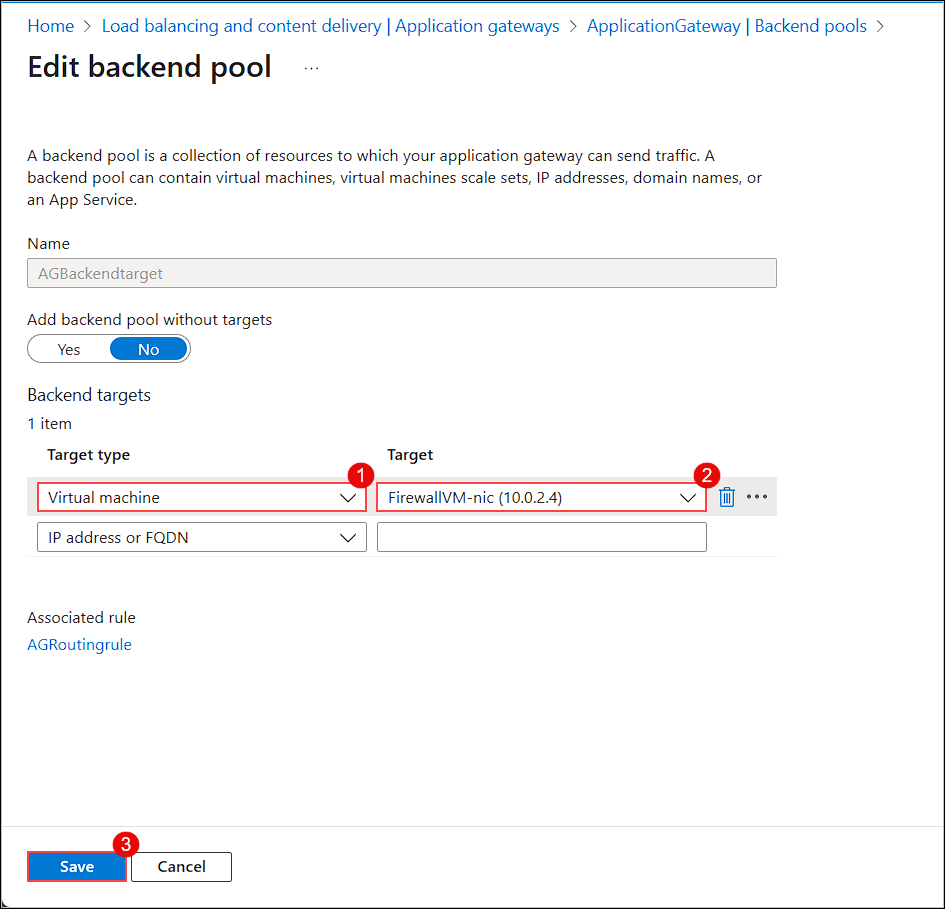 Home > Load balancing and content delivery | Application gateways > ApplicationGateway | Backend pools >
Edit backend pool ...
A backend pool is a collection of resources to which your application gateway can send traffic. A
backend pool can contain virtual machines, virtual machines scale sets, IP addresses, domain names, or
an App Service.
Name
AGBackendtarget
Add backend pool without targets
Yes No
Backend targets
1 item
Target type Target
1 2
Virtual machine FirewallVM-nic (10.0.2.4) •••
IP address or FQDN
Associated rule
AGRoutingrule
3
Save Cancel